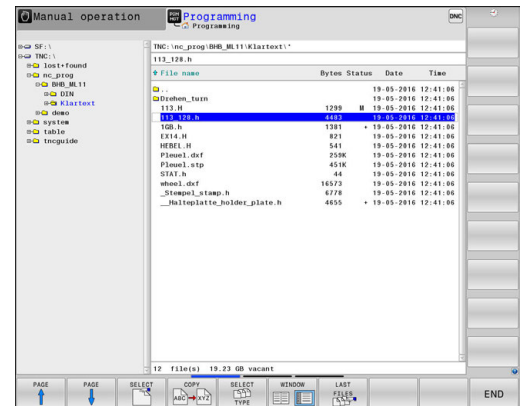 Manual operation
PGM NOT
Programming
Programming
DNC
SF:\
TNC:\
lost+found
nc_prog
BHB_ML11
DIN
Klartext
demo
system
table
tncguide
TNC:\nc_prog\BHB_ML11\Klartext\*
113_128.h
File name Bytes Status Date Time
.. 19-05-2016 12:41:06
Drehen_turn 19-05-2016 12:41:06
113.H 1299 M 19-05-2016 12:41:06
113_128.h 4483 19-05-2016 12:41:06
1GB.h 1381 + 19-05-2016 12:41:06
EX14.H 821 19-05-2016 12:41:06
HEBEL.H 541 19-05-2016 12:41:06
Pleuel.dxf 259K 19-05-2016 12:41:06
Pleuel.stp 451K 19-05-2016 12:41:06
STAT.h 44 19-05-2016 12:41:06
wheel.dxf 16573 19-05-2016 12:41:06
_Stempel_stamp.h 6778 19-05-2016 12:41:06
__Halteplatte_holder_plate.h 4655 + 19-05-2016 12:41:06
12 file(s) 19.23 GB vacant
PAGE PAGE SELECT COPY SELECT WINDOW LAST
ABC XYZ TYPE FILES
END